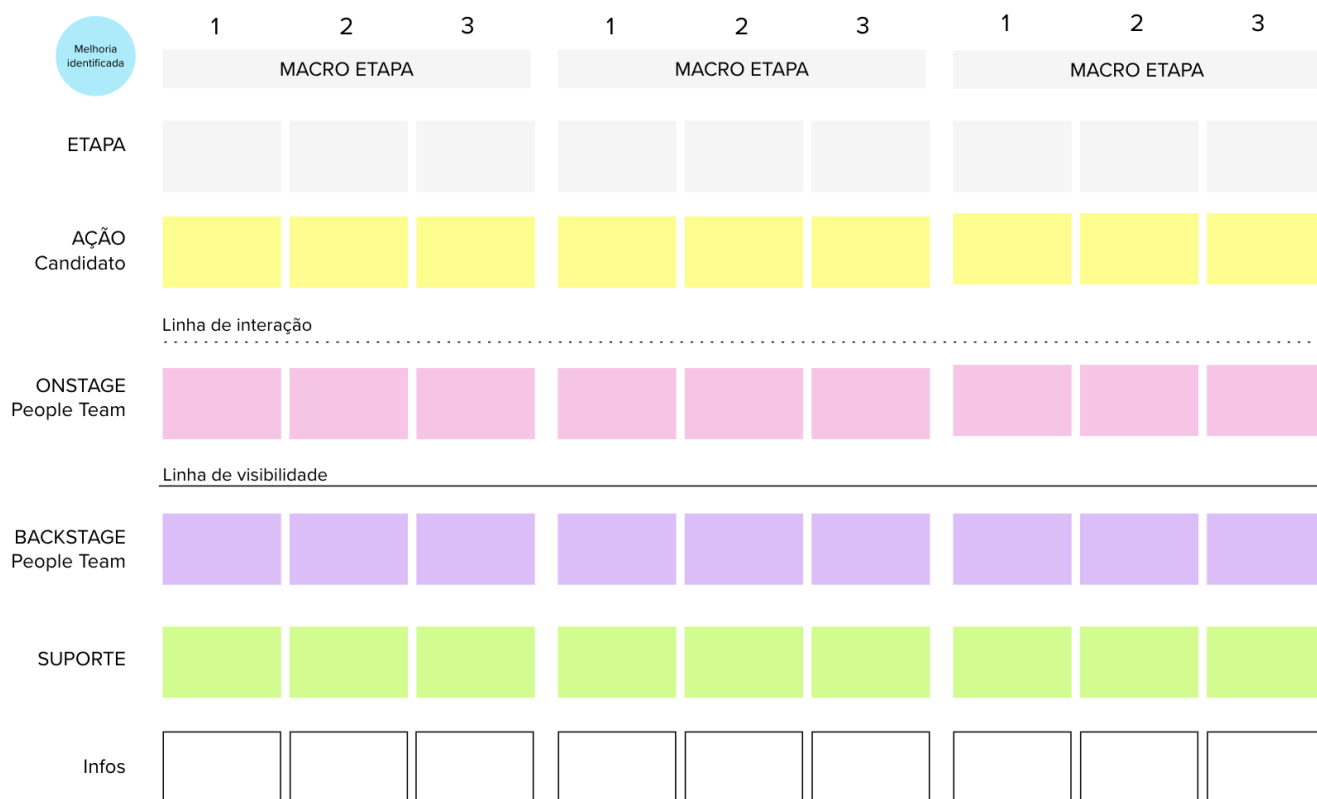 1 2 3 1 2 3 1 2 3
Melhoria
identificada
MACRO ETAPA MACRO ETAPA MACRO ETAPA
ETAPA
AÇÃO
Candidato
Linha de interação
ONSTAGE
People Team
Linha de visibilidade
BACKSTAGE
People Team
SUPORTE
Infos